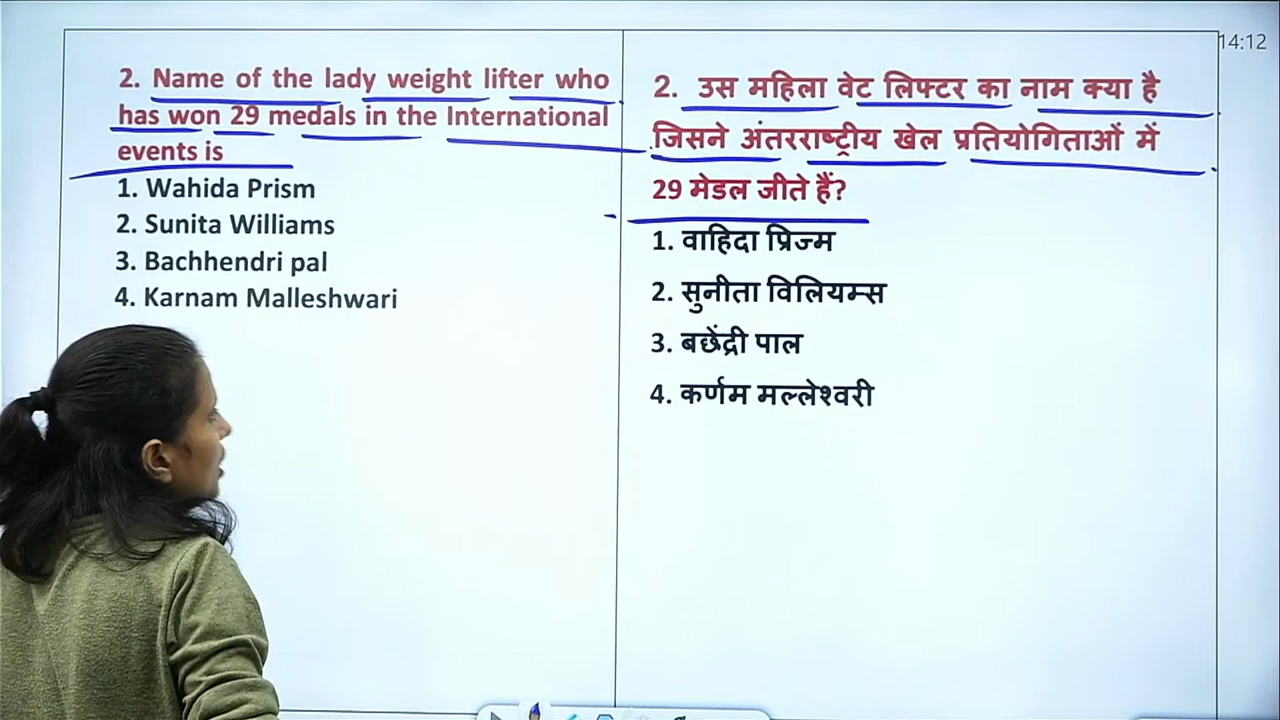 14:12
2. Name of the lady weight lifter who
has won 29 medals in the International
events is
1. Wahida Prism
2. Sunita Williams
3. Bachhendri pal
4. Karnam Malleshwari
2. उस महिला वेट लिफ्टर का नाम क्या है
जिसने अंतरराष्ट्रीय खेल प्रतियोगिताओं में
29 मेडल जीते हैं?
1. वाहिदा प्रिज्म
2. सुनीता विलियम्स
3. बछेंद्री पाल
4. कर्णम मल्लेश्वरी